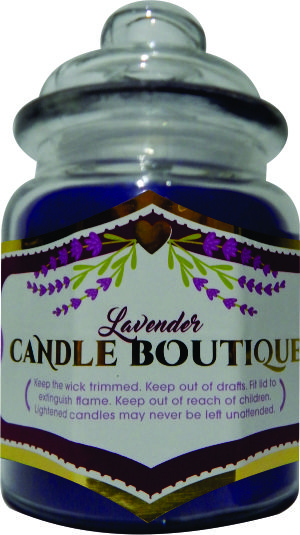 Lavender
CANDLE BOUTIQUE
Keep the wick trimmed. Keep out of drafts. Fit lid to
extinguish flame. Keep out of reach of children.
Lightened candles may never be left unattended.